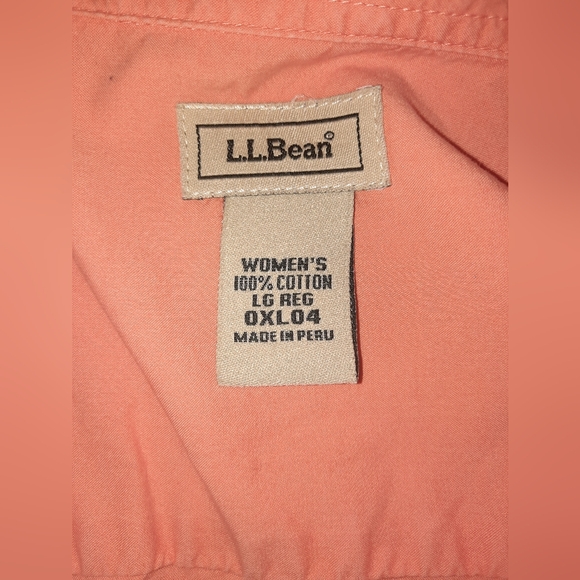 L.L.Bean®
WOMEN'S
100% COTTON
LG REG
0XL04
MADE IN PERU